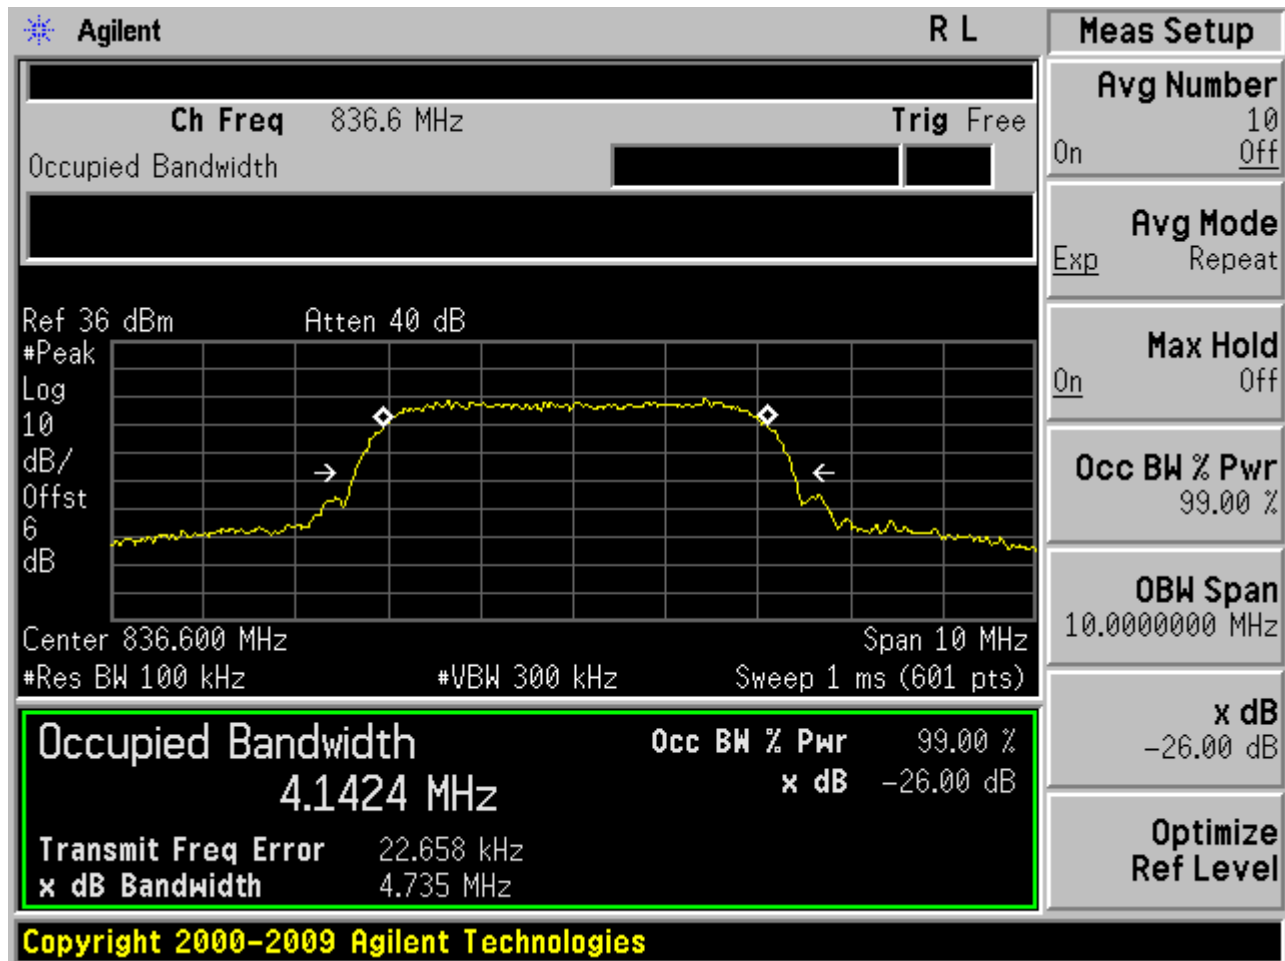 Agilent R L
Ch Freq 836.6 MHz Trig Free
Occupied Bandwidth
Ref 36 dBm Atten 40 dB
#Peak
Log
10
dB/
Offst
6
dB
Center 836.600 MHz Span 10 MHz
#Res BW 100 kHz #VBW 300 kHz Sweep 1 ms (601 pts)
Occupied Bandwidth Occ BW % Pwr 99.00 %
4.1424 MHz x dB -26.00 dB
Transmit Freq Error 22.658 kHz
x dB Bandwidth 4.735 MHz
Copyright 2000-2009 Agilent Technologies
Meas Setup
Avg Number
10
On Off
Avg Mode
Exp Repeat
Max Hold
On Off
Occ BW % Pwr
99.00 %
OBW Span
10.0000000 MHz
x dB
-26.00 dB
Optimize
Ref Level